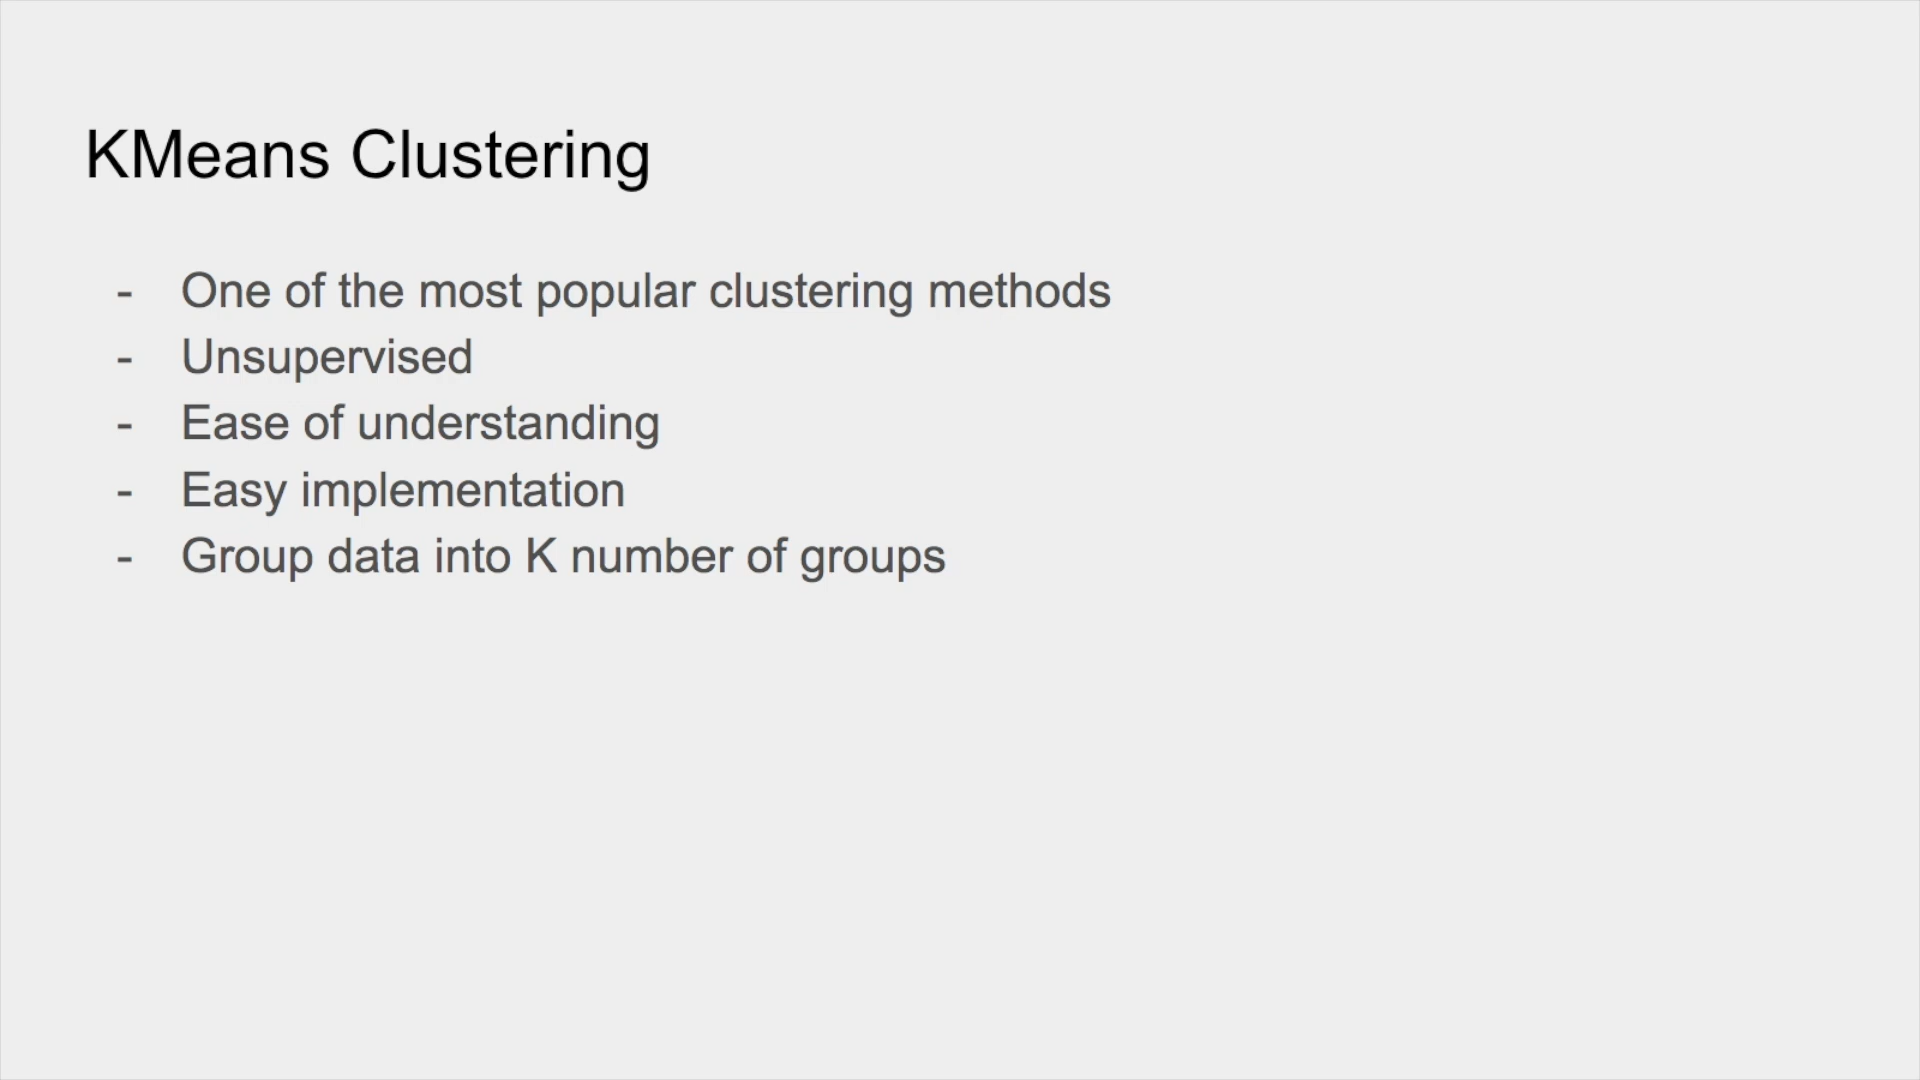 KMeans Clustering
- One of the most popular clustering methods
- Unsupervised
- Ease of understanding
- Easy implementation
- Group data into K number of groups